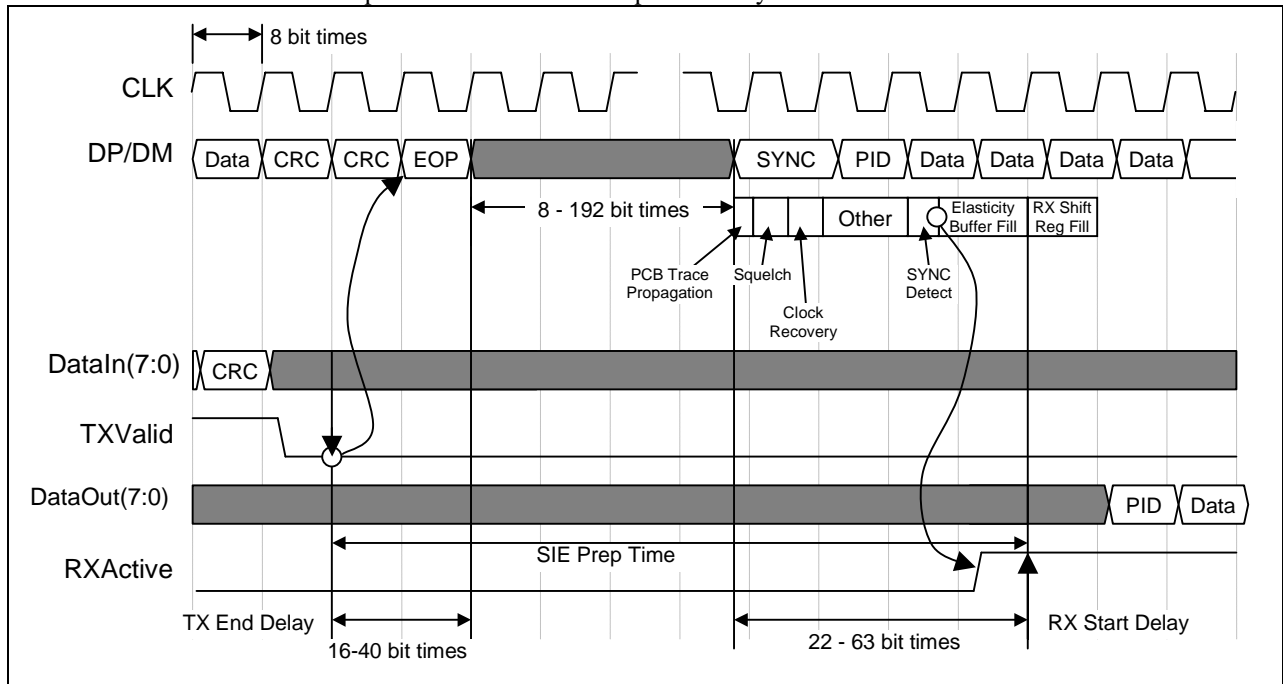 8 bit times
CLK
DP/DM
Data CRC CRC EOP SYNC PID Data Data Data Data
8 - 192 bit times
Other
Elasticity
Buffer Fill
RX Shift
Reg Fill
PCB Trace
Propagation
Squelch
Clock
Recovery
SYNC
Detect
DataIn(7:0)
CRC
TXValid
DataOut(7:0)
PID Data
SIE Prep Time
RXActive
TX End Delay
16-40 bit times
22 - 63 bit times
RX Start Delay